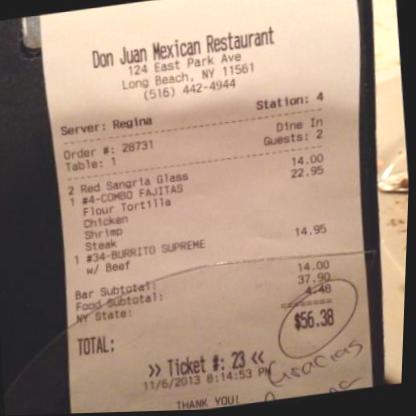 Don Juan Mexican Restaurant
124 East Park Ave
Long Beach, NY 11561
(516) 442-4944
Server: Regina Station: 4
Order #: 28731 Dine In
Table: 1 Guests: 2
2 Red Sangria Glass 14.00
1 #4-COMBO FAJITAS 22.95
Flour Tortilla
Chicken
Shrimp
Steak
1 #34-BURRITO SUPREME 14.95
w/ Beef
Bar Subtotal: 14.00
Food Subtotal: 37.90
NY State: 4.48
TOTAL: $56.38
>> Ticket #: 23 <<
11/6/2013 8:14:53 PM
Gracias
THANK YOU!